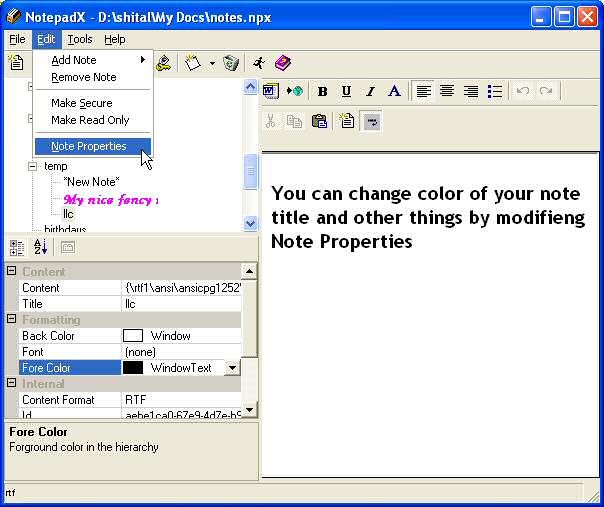 NotepadX - D:\shital\My Docs\notes.npx
File Edit Tools Help
Add Note
Remove Note
Make Secure
Make Read Only
Note Properties
temp
*New Note*
My nice fancy
llc
B I U
You can change color of your note
title and other things by modifieng
Note Properties
Content
Content {\rtf1\ansi\ansicpg1252\
Title llc
Formatting
Back Color Window
Font (none)
Fore Color WindowText
Internal
Content Format RTF
Id aebe1ca0-67e9-4d7e-b9
Fore Color
Forground color in the hierarchy
rtf